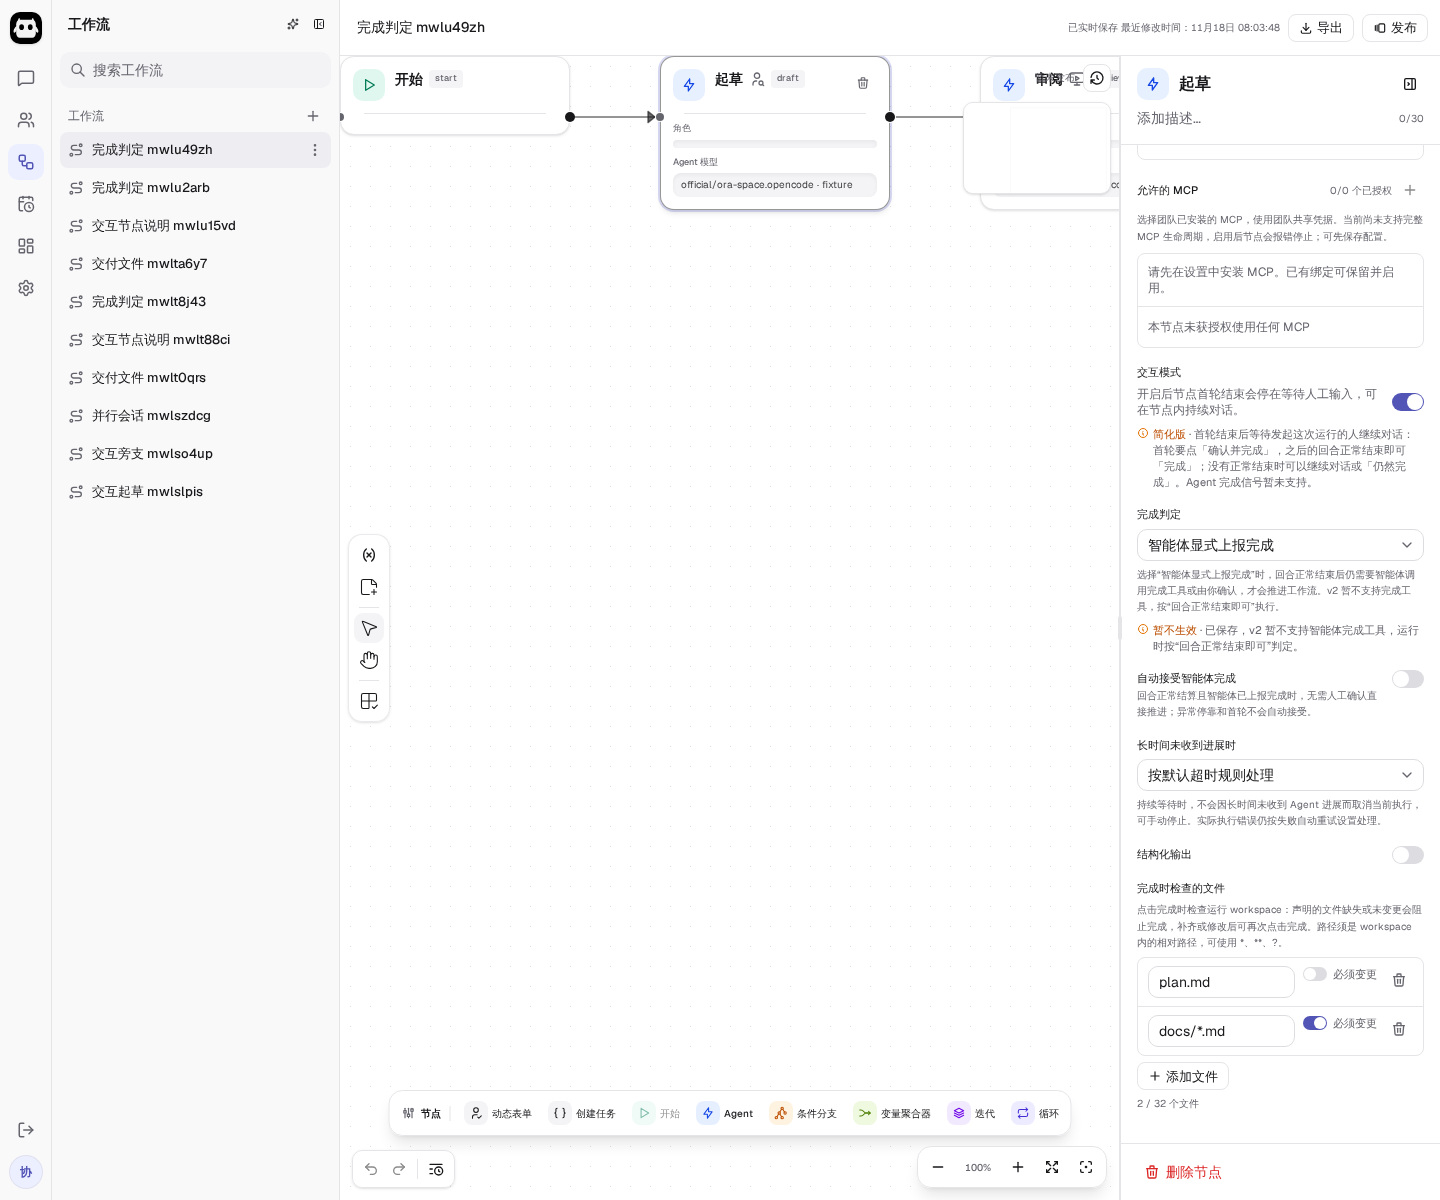 工作流
搜索工作流
工作流
完成判定 mwlu49zh
完成判定 mwlu2arb
交互节点说明 mwlu15vd
交付文件 mwlta6y7
完成判定 mwlt8j43
交互节点说明 mwlt88ci
交付文件 mwlt0qrs
并行会话 mwlszdcg
交互旁支 mwlso4up
交互起草 mwlslpis
协
完成判定 mwlu49zh
已实时保存 最近修改时间：11月18日 08:03:48
导出
发布
开始 start
起草 draft
角色
Agent 模型
official/ora-space.opencode · fixture
审阅
节点
动态表单
创建任务
开始
Agent
条件分支
变量聚合器
迭代
循环
100%
起草
添加描述...
0/30
允许的 MCP
0/0 个已授权
选择团队已安装的 MCP，使用团队共享凭据。当前尚未支持完整
MCP 生命周期，启用后节点会报错停止；可先保存配置。
请先在设置中安装 MCP。已有绑定可保留并启
用。
本节点未获授权使用任何 MCP
交互模式
开启后节点首轮结束会停在等待人工输入，可
在节点内持续对话。
简化版 · 首轮结束后等待发起这次运行的人继续对话：
首轮要点「确认并完成」，之后的回合正常结束即可
「完成」；没有正常结束时可以继续对话或「仍然完
成」。Agent 完成信号暂未支持。
完成判定
智能体显式上报完成
选择“智能体显式上报完成”时，回合正常结束后仍需要智能体调
用完成工具或由你确认，才会推进工作流。v2 暂不支持完成工
具，按“回合正常结束即可”执行。
暂不生效 · 已保存，v2 暂不支持智能体完成工具，运行
时按“回合正常结束即可”判定。
自动接受智能体完成
回合正常结算且智能体已上报完成时，无需人工确认直
接推进；异常停靠和首轮不会自动接受。
长时间未收到进展时
按默认超时规则处理
持续等待时，不会因长时间未收到 Agent 进展而取消当前执行，
可手动停止。实际执行错误仍按失败自动重试设置处理。
结构化输出
完成时检查的文件
点击完成时检查运行 workspace：声明的文件缺失或未变更会阻
止完成，补齐或修改后可再次点击完成。路径须是 workspace
内的相对路径，可使用 *、**、?。
plan.md
必须变更
docs/*.md
必须变更
添加文件
2 / 32 个文件
删除节点